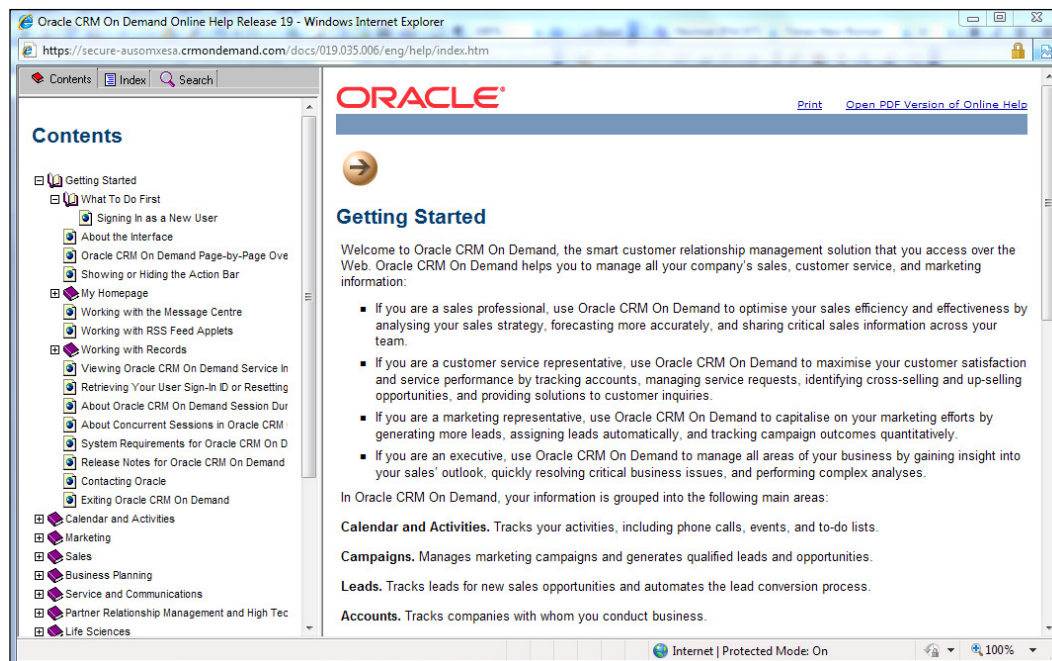 Oracle CRM On Demand Online Help Release 19 - Windows Internet Explorer
https://secure-ausomxesa.crmondemand.com/docs/019.035.006/eng/help/index.htm
Contents Index Search
Contents
Getting Started
What To Do First
Signing In as a New User
About the Interface
Oracle CRM On Demand Page-by-Page Ove
Showing or Hiding the Action Bar
My Homepage
Working with the Message Centre
Working with RSS Feed Applets
Working with Records
Viewing Oracle CRM On Demand Service In
Retrieving Your User Sign-In ID or Resetting
About Oracle CRM On Demand Session Dur
About Concurrent Sessions in Oracle CRM
System Requirements for Oracle CRM On D
Release Notes for Oracle CRM On Demand
Contacting Oracle
Exiting Oracle CRM On Demand
Calendar and Activities
Marketing
Sales
Business Planning
Service and Communications
Partner Relationship Management and High Tec
Life Sciences
ORACLE®
Print Open PDF Version of Online Help
Getting Started
Welcome to Oracle CRM On Demand, the smart customer relationship management solution that you access over the
Web. Oracle CRM On Demand helps you to manage all your company's sales, customer service, and marketing
information:
If you are a sales professional, use Oracle CRM On Demand to optimise your sales efficiency and effectiveness by
analysing your sales strategy, forecasting more accurately, and sharing critical sales information across your
team.
If you are a customer service representative, use Oracle CRM On Demand to maximise your customer satisfaction
and service performance by tracking accounts, managing service requests, identifying cross-selling and up-selling
opportunities, and providing solutions to customer inquiries.
If you are a marketing representative, use Oracle CRM On Demand to capitalise on your marketing efforts by
generating more leads, assigning leads automatically, and tracking campaign outcomes quantitatively.
If you are an executive, use Oracle CRM On Demand to manage all areas of your business by gaining insight into
your sales' outlook, quickly resolving critical business issues, and performing complex analyses.
In Oracle CRM On Demand, your information is grouped into the following main areas:
Calendar and Activities. Tracks your activities, including phone calls, events, and to-do lists.
Campaigns. Manages marketing campaigns and generates qualified leads and opportunities.
Leads. Tracks leads for new sales opportunities and automates the lead conversion process.
Accounts. Tracks companies with whom you conduct business.
Internet | Protected Mode: On
100%